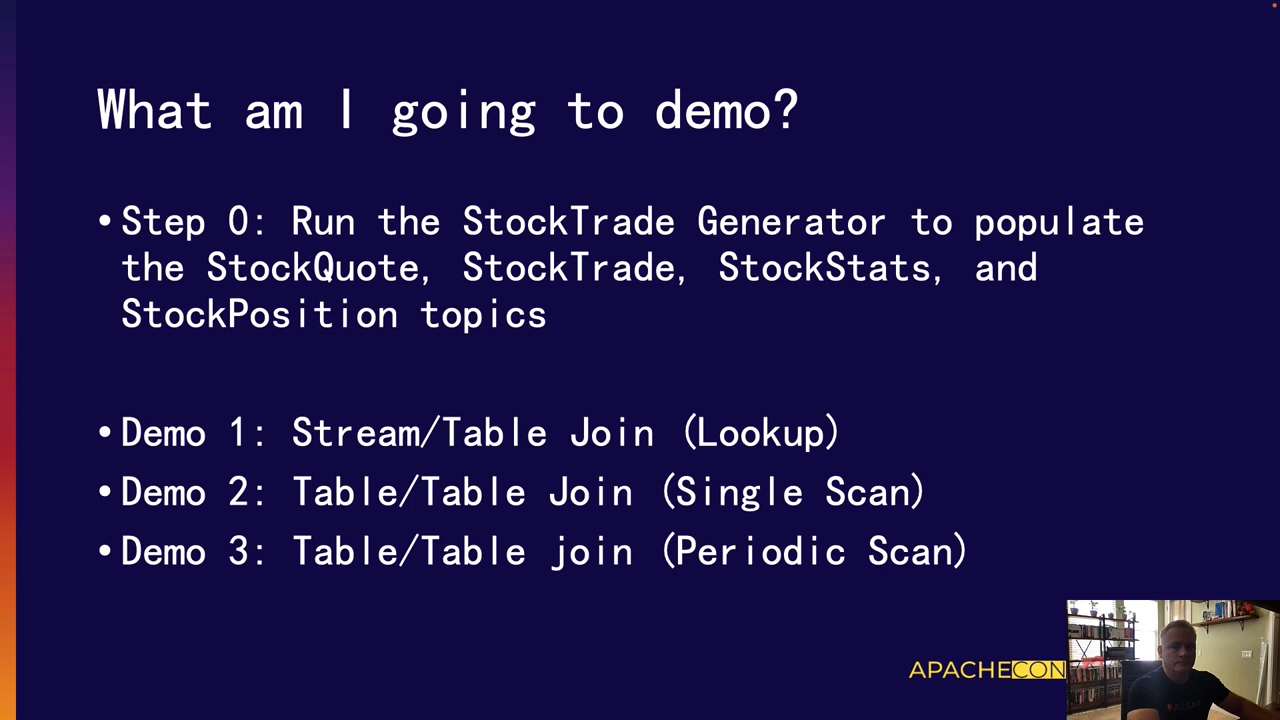 What am I going to demo?
• Step 0: Run the StockTrade Generator to populate
the StockQuote, StockTrade, StockStats, and
StockPosition topics
• Demo 1: Stream/Table Join (Lookup)
• Demo 2: Table/Table Join (Single Scan)
• Demo 3: Table/Table join (Periodic Scan)
APACHECON